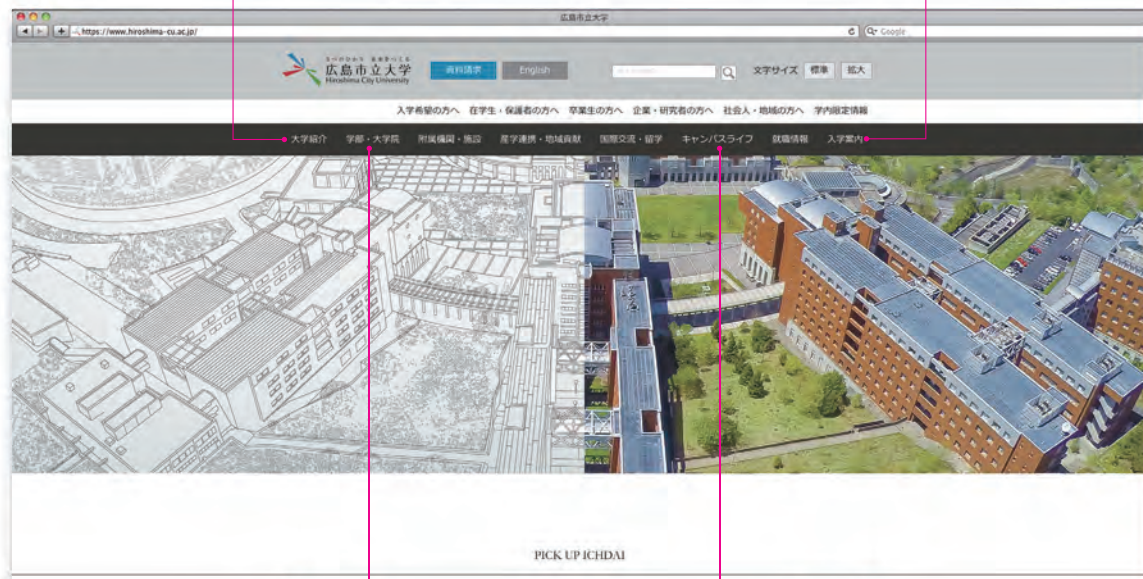 広島市立大学
https://www.hiroshima-cu.ac.jp/
Google
広島市立大学
Hiroshima City University
資料請求
English
文字サイズ 標準 拡大
入学希望の方へ 在学生・保護者の方へ 卒業生の方へ 企業・研究者の方へ 社会人・地域の方へ 学内限定情報
大学紹介 学部・大学院 附属機関・施設 産学連携・地域貢献 国際交流・留学 キャンパスライフ 就職情報 入学案内
PICK UP ICHDAI